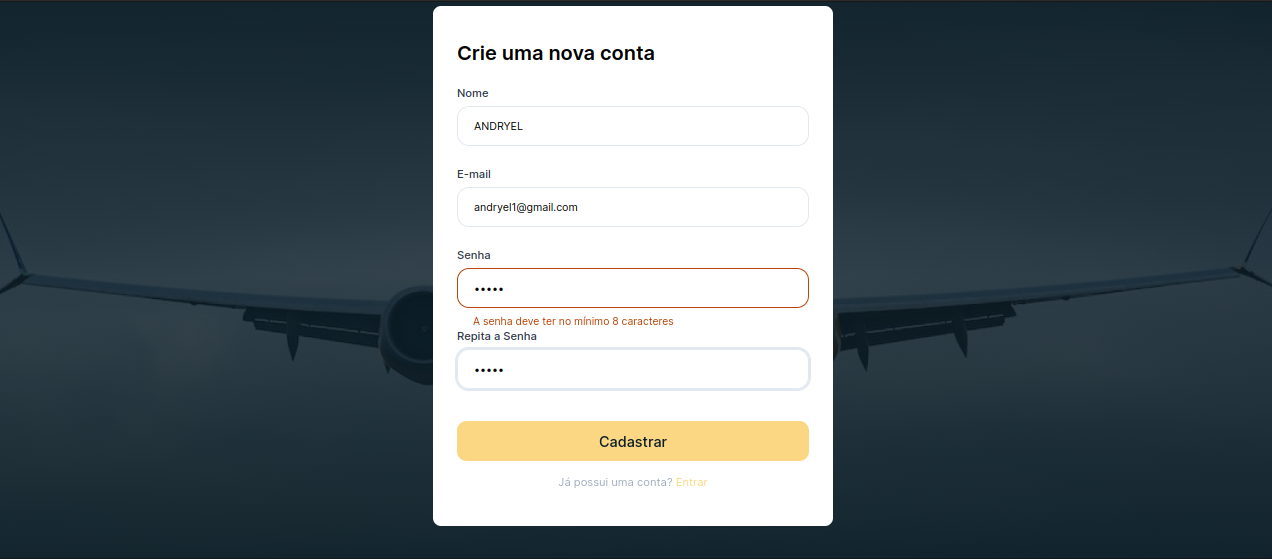 Crie uma nova conta
Nome
ANDRYEL
E-mail
andryel1@gmail.com
Senha
•••••
A senha deve ter no mínimo 8 caracteres
Repita a Senha
•••••
Cadastrar
Já possui uma conta? Entrar